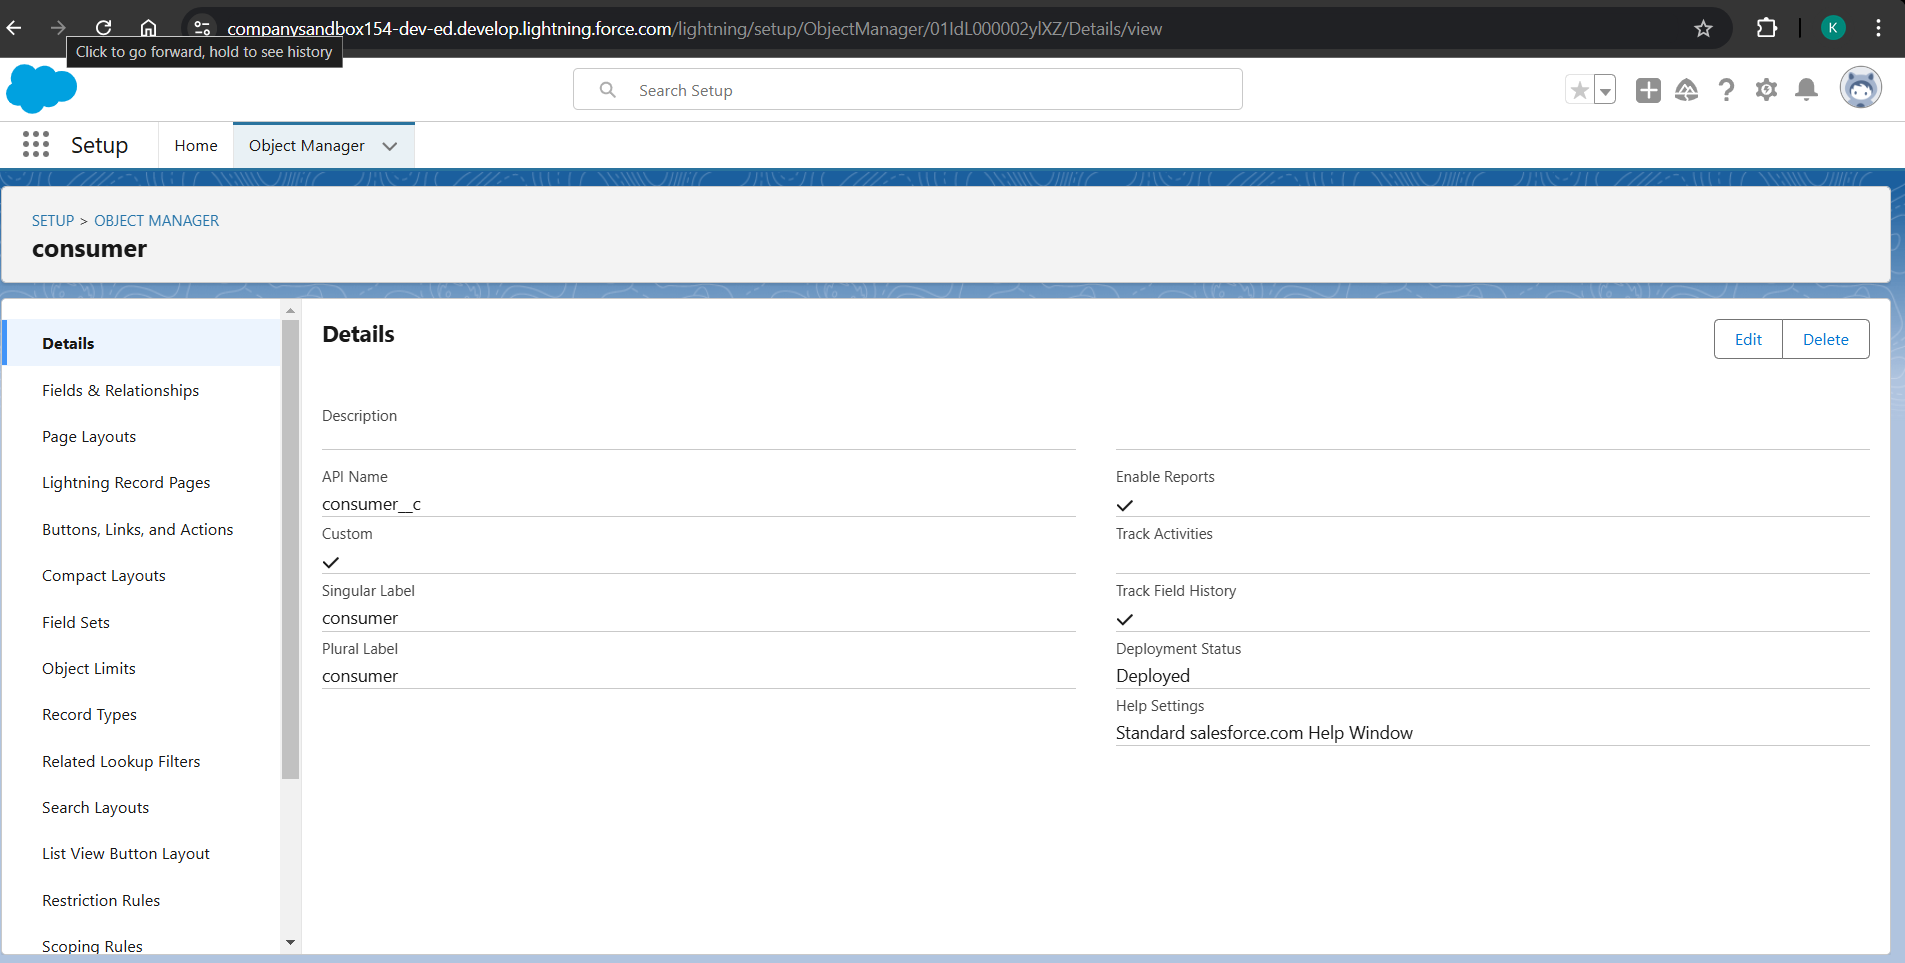 companysandbox154-dev-ed.develop.lightning.force.com/lightning/setup/ObjectManager/01IdL000002ylXZ/Details/view
K
Click to go forward, hold to see history
Search Setup
Setup
Home
Object Manager
SETUP > OBJECT MANAGER
consumer
Details
Fields & Relationships
Page Layouts
Lightning Record Pages
Buttons, Links, and Actions
Compact Layouts
Field Sets
Object Limits
Record Types
Related Lookup Filters
Search Layouts
List View Button Layout
Restriction Rules
Scoping Rules
Details
Edit
Delete
Description
API Name
consumer__c
Custom
Singular Label
consumer
Plural Label
consumer
Enable Reports
Track Activities
Track Field History
Deployment Status
Deployed
Help Settings
Standard salesforce.com Help Window